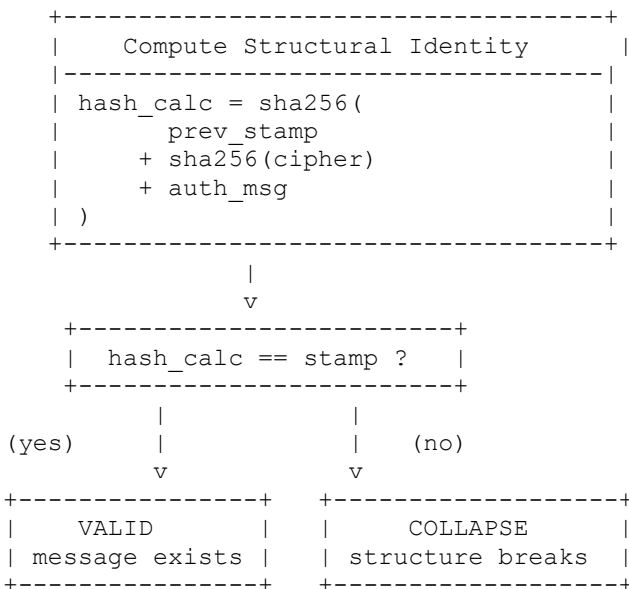 Compute Structural Identity
hash_calc = sha256(
prev_stamp
+ sha256(cipher)
+ auth_msg
)
v
hash_calc == stamp ?
(yes) (no)
v v
VALID COLLAPSE
message exists structure breaks